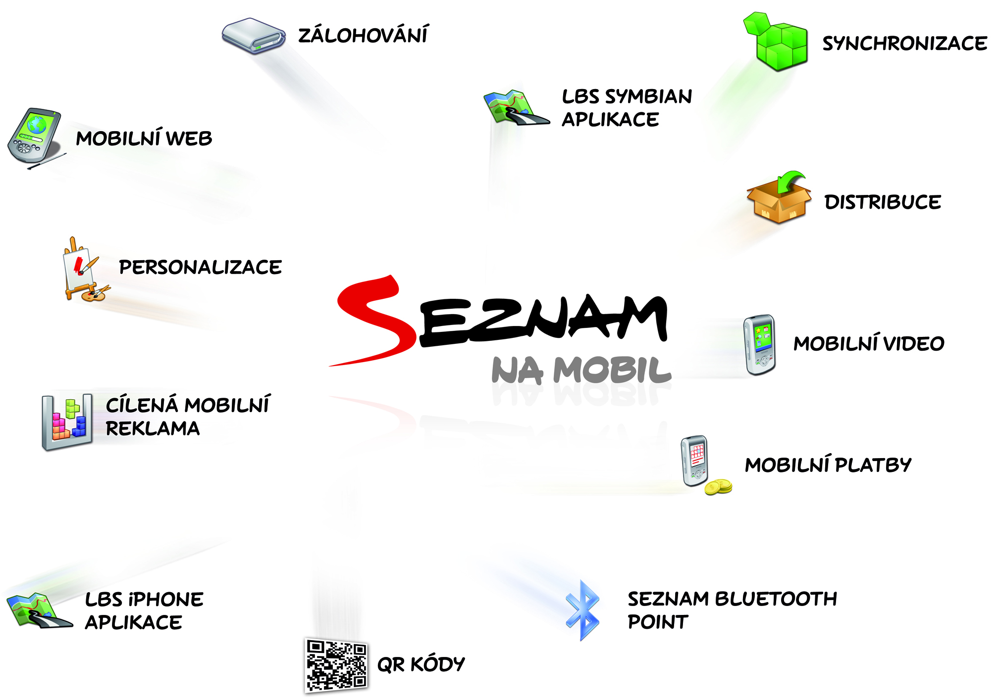 ZÁLOHOVÁNÍ
SYNCHRONIZACE
LBS SYMBIAN
APLIKACE
MOBILNÍ WEB
DISTRIBUCE
PERSONALIZACE
SEZNAM
NA MOBIL
MOBILNÍ VIDEO
CÍLENÁ MOBILNÍ
REKLAMA
MOBILNÍ PLATBY
LBS iPHONE
APLIKACE
SEZNAM BLUETOOTH
POINT
QR KÓDY